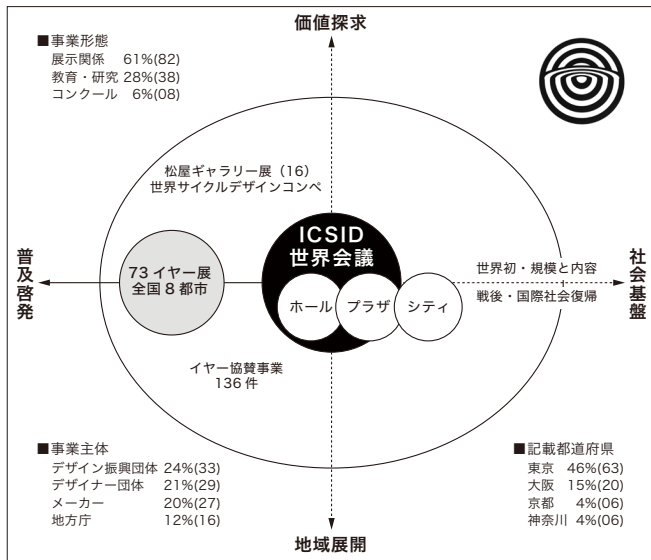 価値探求
■事業形態
展示関係 61%(82)
教育・研究 28%(38)
コンクール 6%(08)
松屋ギャラリー展（16）
世界サイクルデザインコンペ
普及啓発
73 イヤー展
全国 8 都市
ICSID
世界会議
ホール
プラザ
シティ
世界初・規模と内容
戦後・国際社会復帰
社会基盤
イヤー協賛事業
136 件
■事業主体
デザイン振興団体 24%(33)
デザイナー団体 21%(29)
メーカー 20%(27)
地方庁 12%(16)
■記載都道府県
東京 46%(63)
大阪 15%(20)
京都 4%(06)
神奈川 4%(06)
地域展開